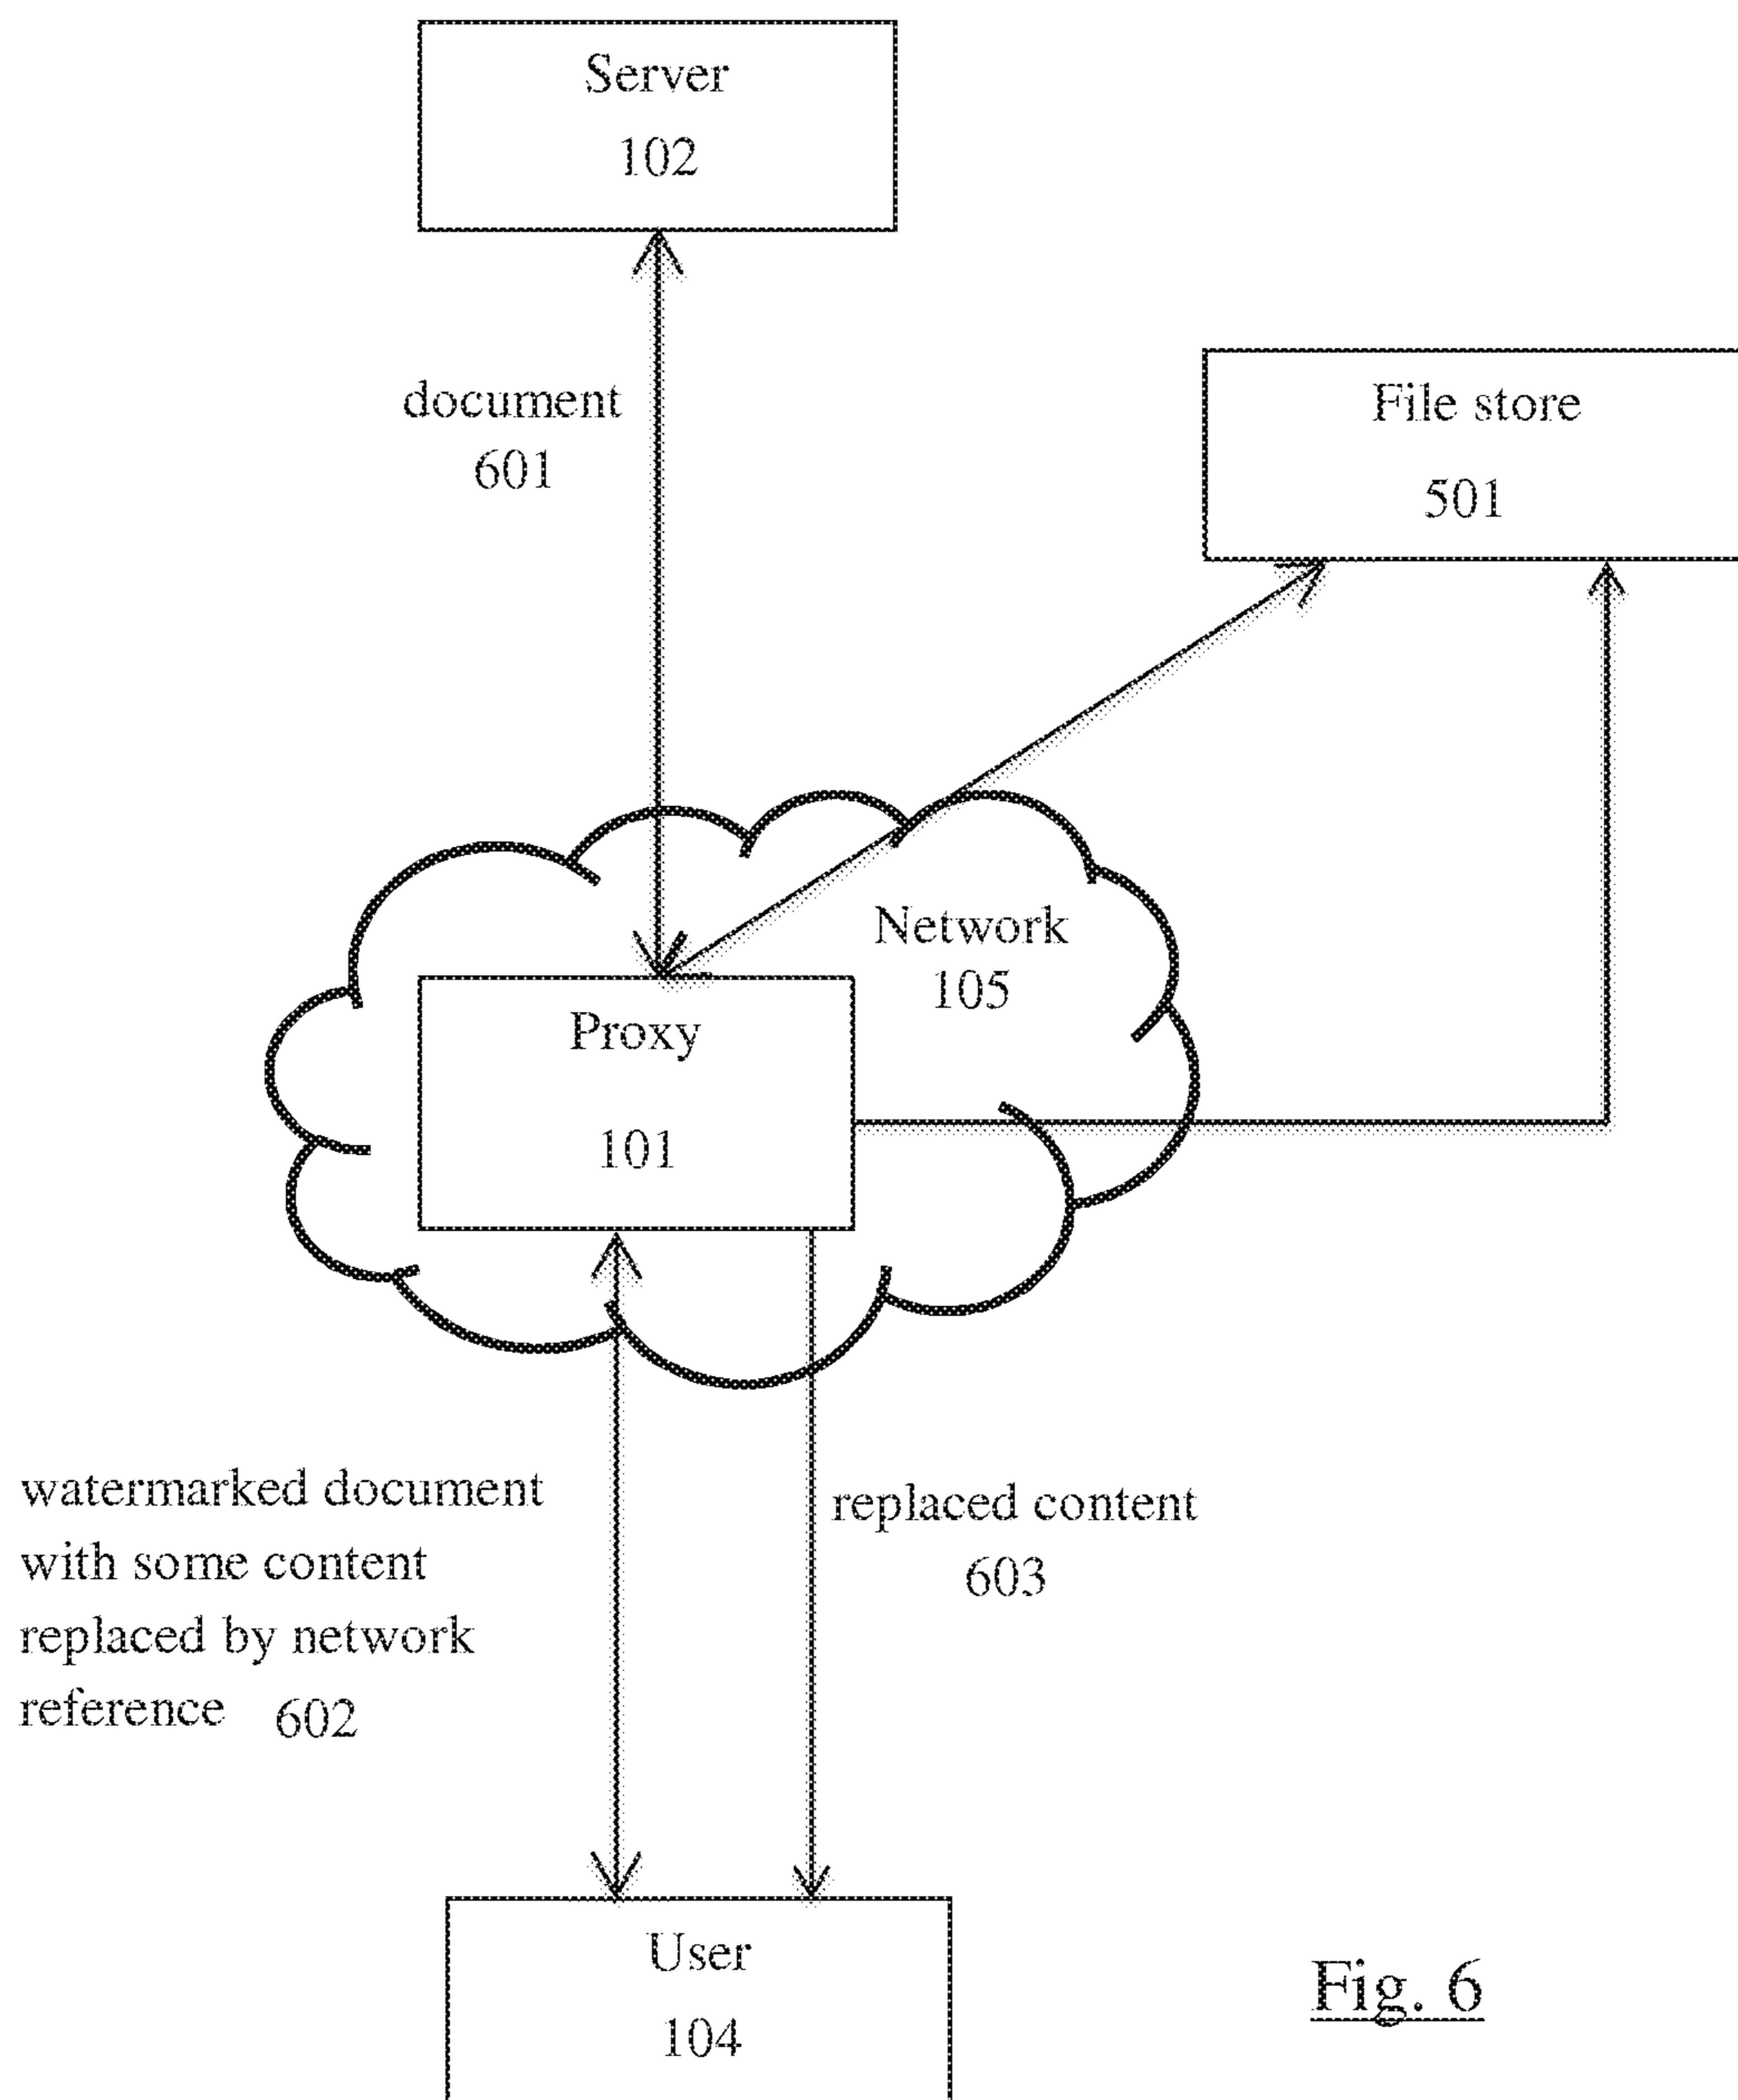 Server
102
document
601
File store
501
Network
105
Proxy
101
watermarked document
with some content
replaced by network
reference 602
replaced content
603
User
104
Fig. 6